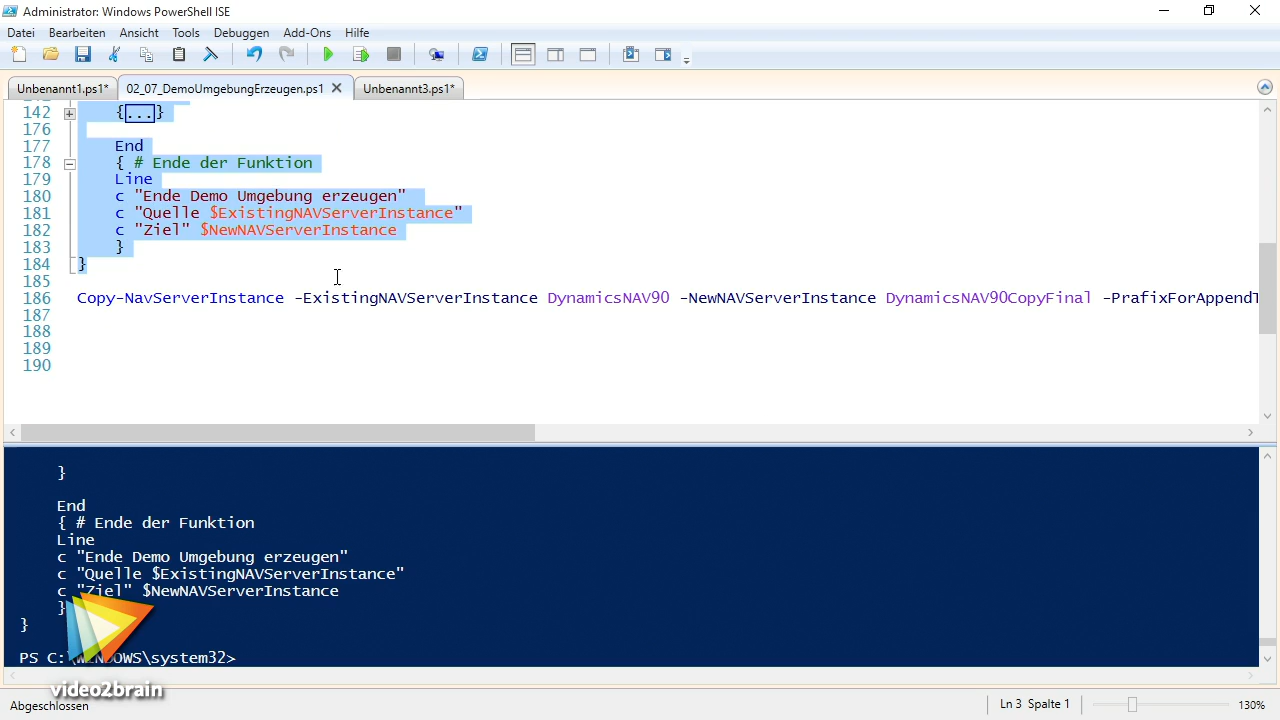 Administrator: Windows PowerShell ISE
Datei Bearbeiten Ansicht Tools Debuggen Add-Ons Hilfe
Unbenannt1.ps1* 02_07_DemoUmgebungErzeugen.ps1 Unbenannt3.ps1*
142 {...}
176
177 End
178 { # Ende der Funktion
179 Line
180 c "Ende Demo Umgebung erzeugen"
181 c "Quelle $ExistingNAVServerInstance"
182 c "Ziel" $NewNAVServerInstance
183 }
184 }
185
186 Copy-NavServerInstance -ExistingNAVServerInstance DynamicsNAV90 -NewNAVServerInstance DynamicsNAV90CopyFinal -PrafixForAppendT
187
188
189
190
}
End
{ # Ende der Funktion
Line
c "Ende Demo Umgebung erzeugen"
c "Quelle $ExistingNAVServerInstance"
c "Ziel" $NewNAVServerInstance
}
}
PS C:\WINDOWS\system32>
video2brain
Abgeschlossen Ln 3 Spalte 1 130%